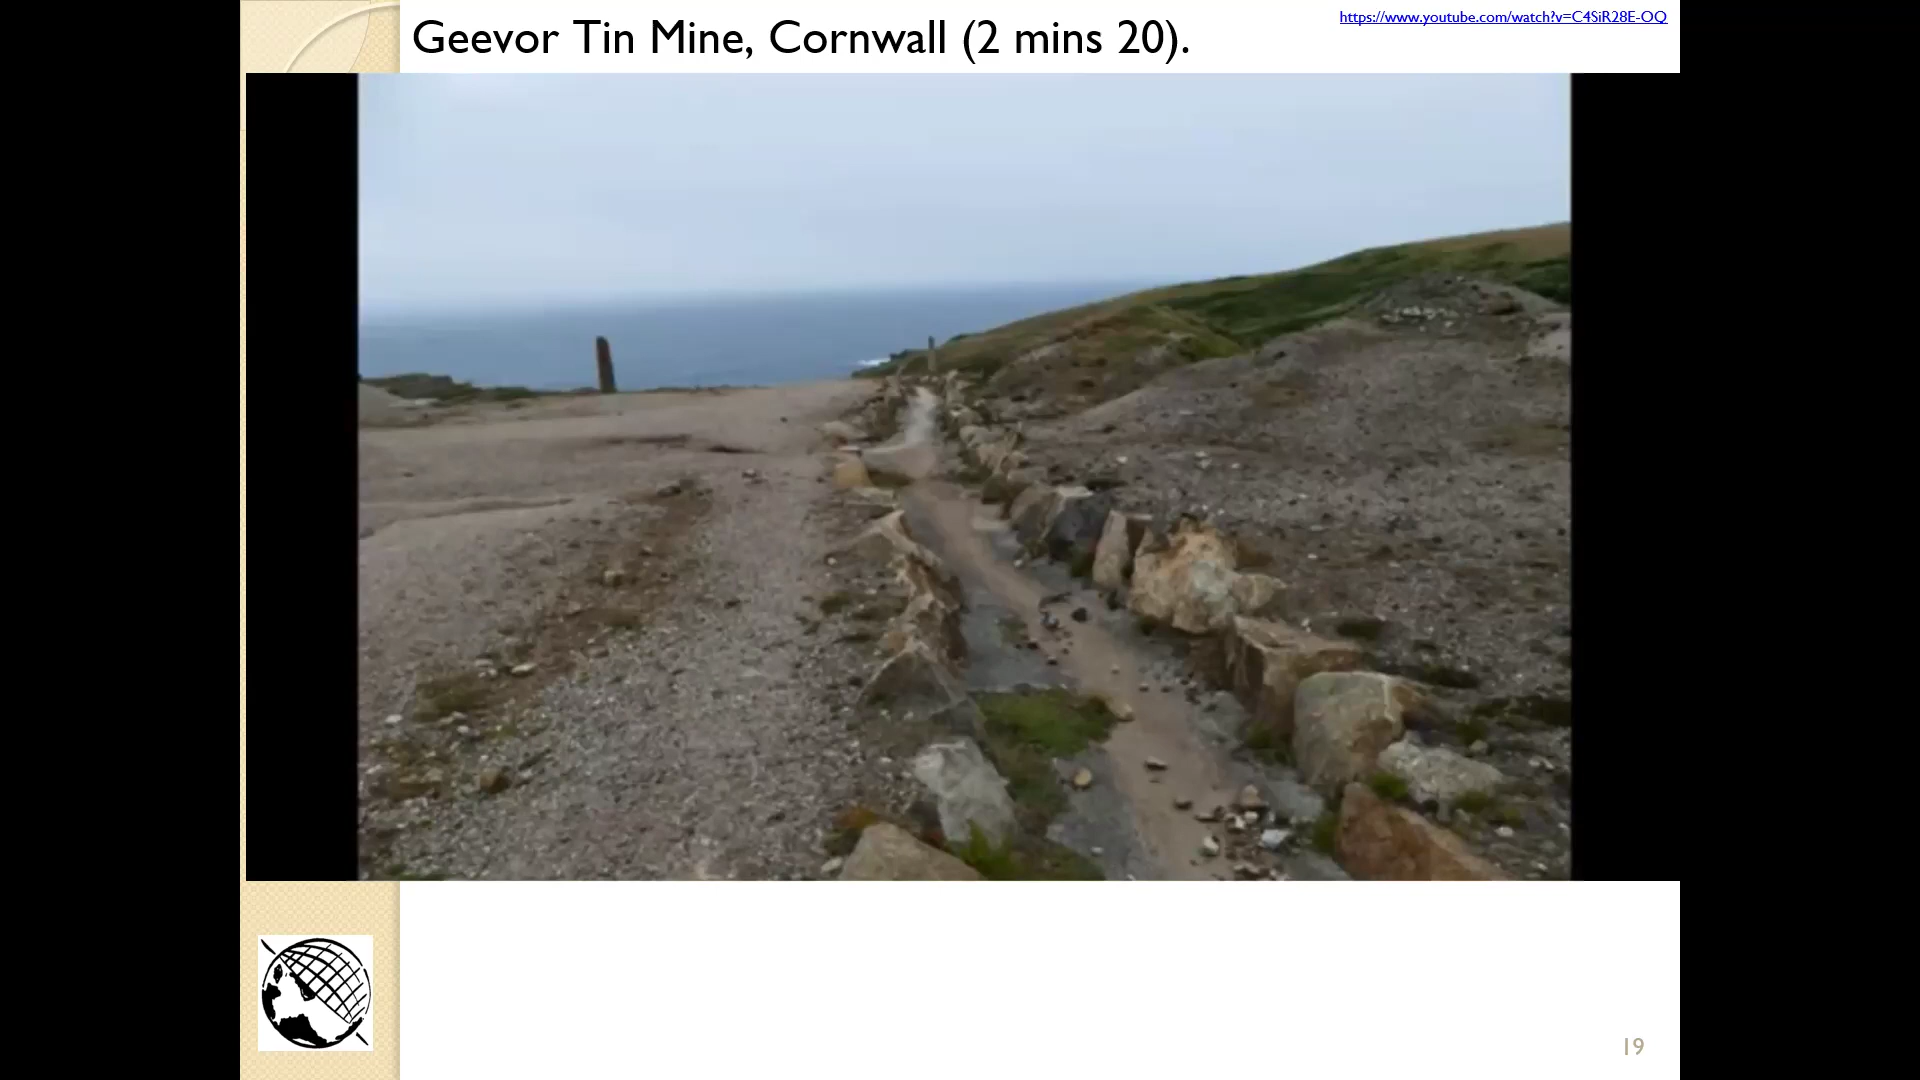 Geevor Tin Mine, Cornwall (2 mins 20).
https://www.youtube.com/watch?v=C4SiR28E-OQ
19